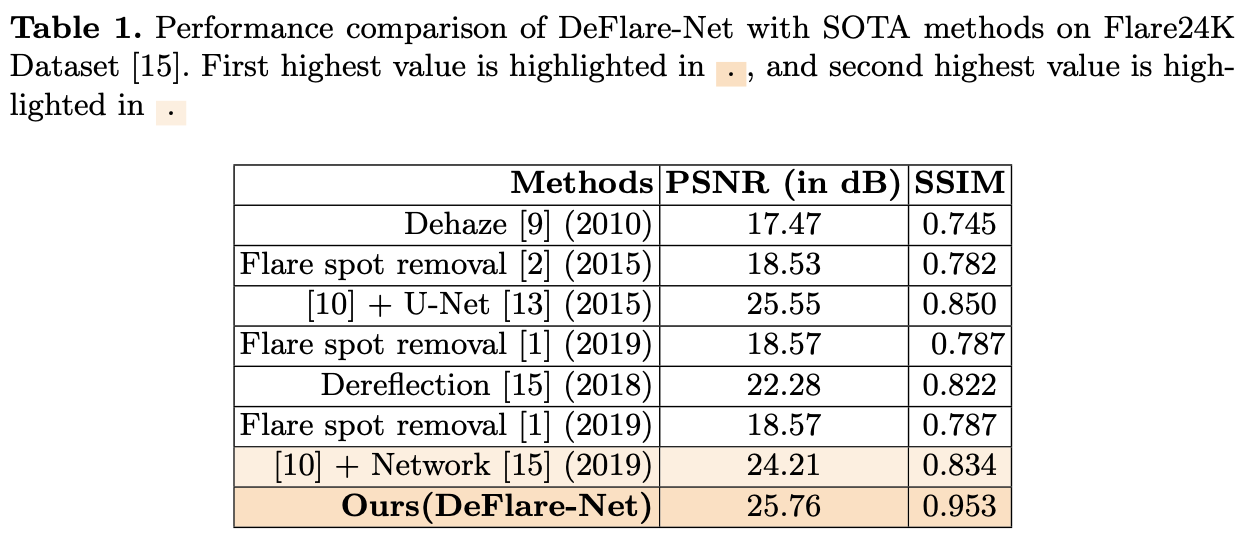 Table 1. Performance comparison of DeFlare-Net with SOTA methods on Flare24K
Dataset [15]. First highest value is highlighted in . , and second highest value is high-
lighted in .
Methods PSNR (in dB) SSIM
Dehaze [9] (2010) 17.47 0.745
Flare spot removal [2] (2015) 18.53 0.782
[10] + U-Net [13] (2015) 25.55 0.850
Flare spot removal [1] (2019) 18.57 0.787
Dereflection [15] (2018) 22.28 0.822
Flare spot removal [1] (2019) 18.57 0.787
[10] + Network [15] (2019) 24.21 0.834
Ours(DeFlare-Net) 25.76 0.953